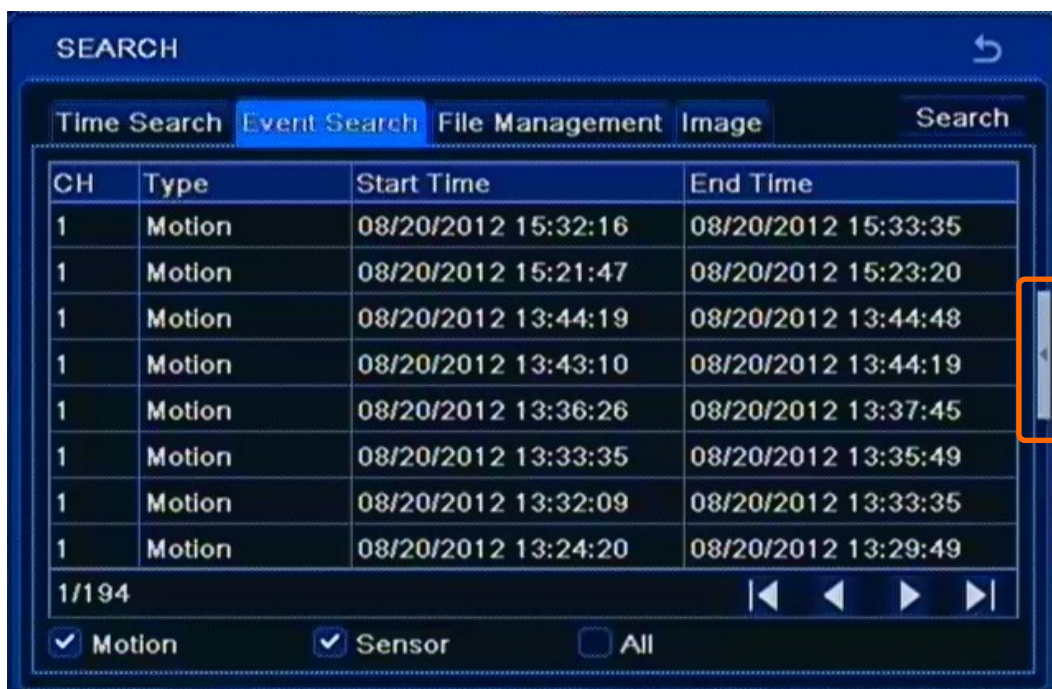 SEARCH
Time Search Event Search File Management Image Search
CH Type Start Time End Time
1 Motion 08/20/2012 15:32:16 08/20/2012 15:33:35
1 Motion 08/20/2012 15:21:47 08/20/2012 15:23:20
1 Motion 08/20/2012 13:44:19 08/20/2012 13:44:48
1 Motion 08/20/2012 13:43:10 08/20/2012 13:44:19
1 Motion 08/20/2012 13:36:26 08/20/2012 13:37:45
1 Motion 08/20/2012 13:33:35 08/20/2012 13:35:49
1 Motion 08/20/2012 13:32:09 08/20/2012 13:33:35
1 Motion 08/20/2012 13:24:20 08/20/2012 13:29:49
1/194
Motion Sensor All